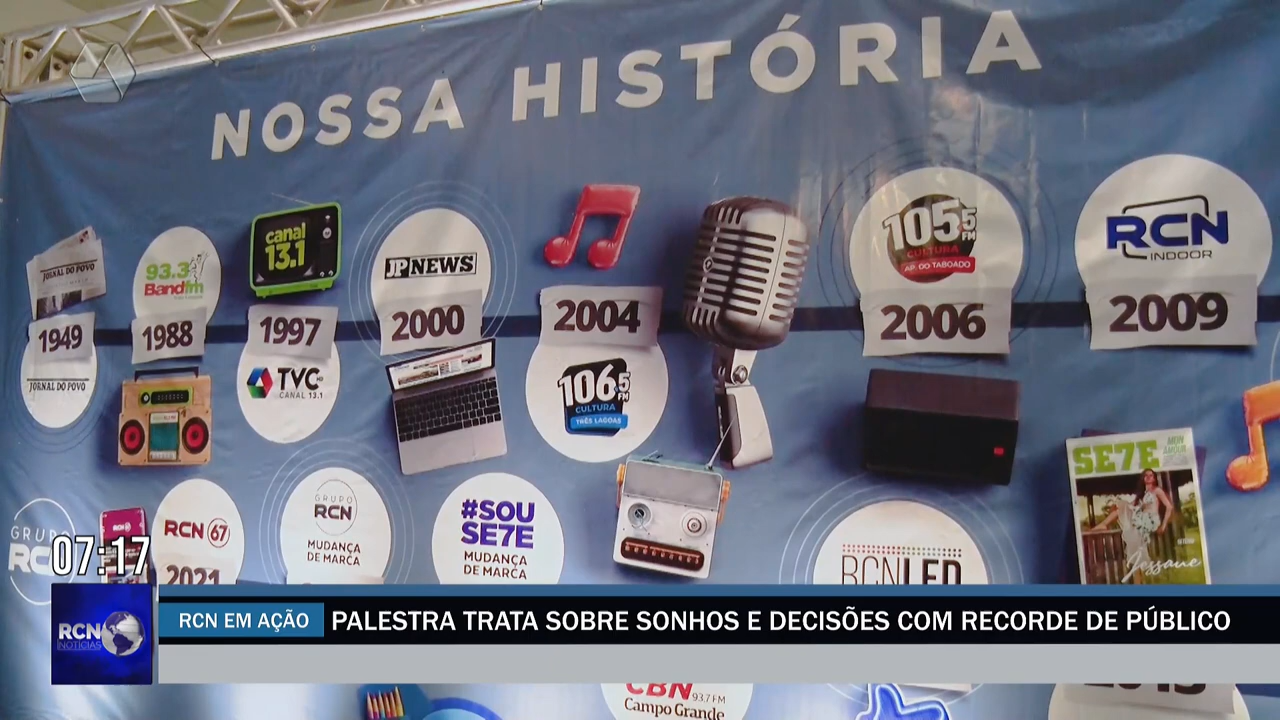 NOSSA HISTÓRIA
JORNAL DO POVO
1949
JORNAL DO POVO
93.3
Bandfm
1988
canal
13.1
1997
TVC
CANAL 13.1
JPNEWS
2000
2004
106,5
FM
CULTURA
TRÊS LAGOAS
105,5
FM
CULTURA
AP. DO TABOADO
2006
RCN
INDOOR
2009
SE7E
MON
AMOUR
Jessane
GRUPO
RCN
RCN 67
2021
GRUPO
RCN
MUDANÇA
DE MARCA
#SOU
SE7E
MUDANÇA
DE MARCA
RCNLED
07:17
RCN
NOTÍCIAS
RCN EM AÇÃO
PALESTRA TRATA SOBRE SONHOS E DECISÕES COM RECORDE DE PÚBLICO
CBN 93.7 FM
Campo Grande